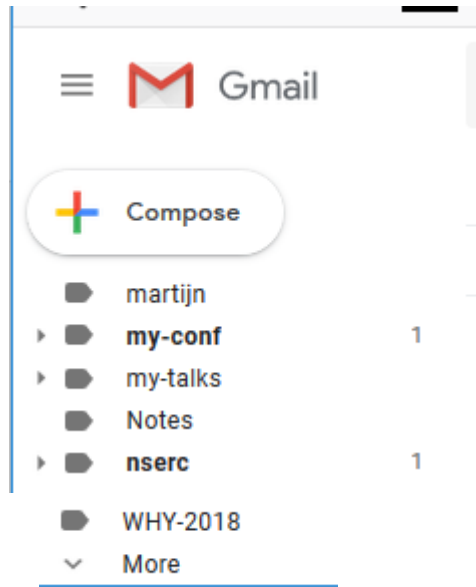 Gmail
Compose
martijn
my-conf 1
my-talks
Notes
nserc 1
WHY-2018
More